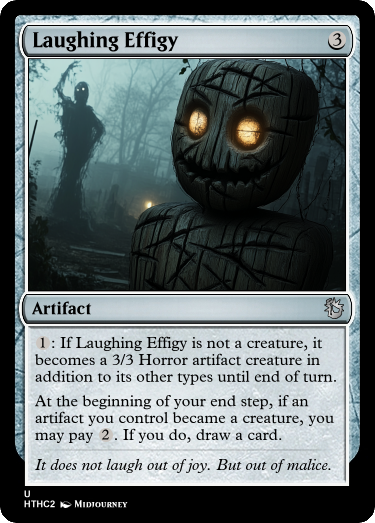 Laughing Effigy 3
Artifact
1 : If Laughing Effigy is not a creature, it
becomes a 3/3 Horror artifact creature in
addition to its other types until end of turn.
At the beginning of your end step, if an
artifact you control became a creature, you
may pay 2 . If you do, draw a card.
It does not laugh out of joy. But out of malice.
U
HTHC2 Midjourney